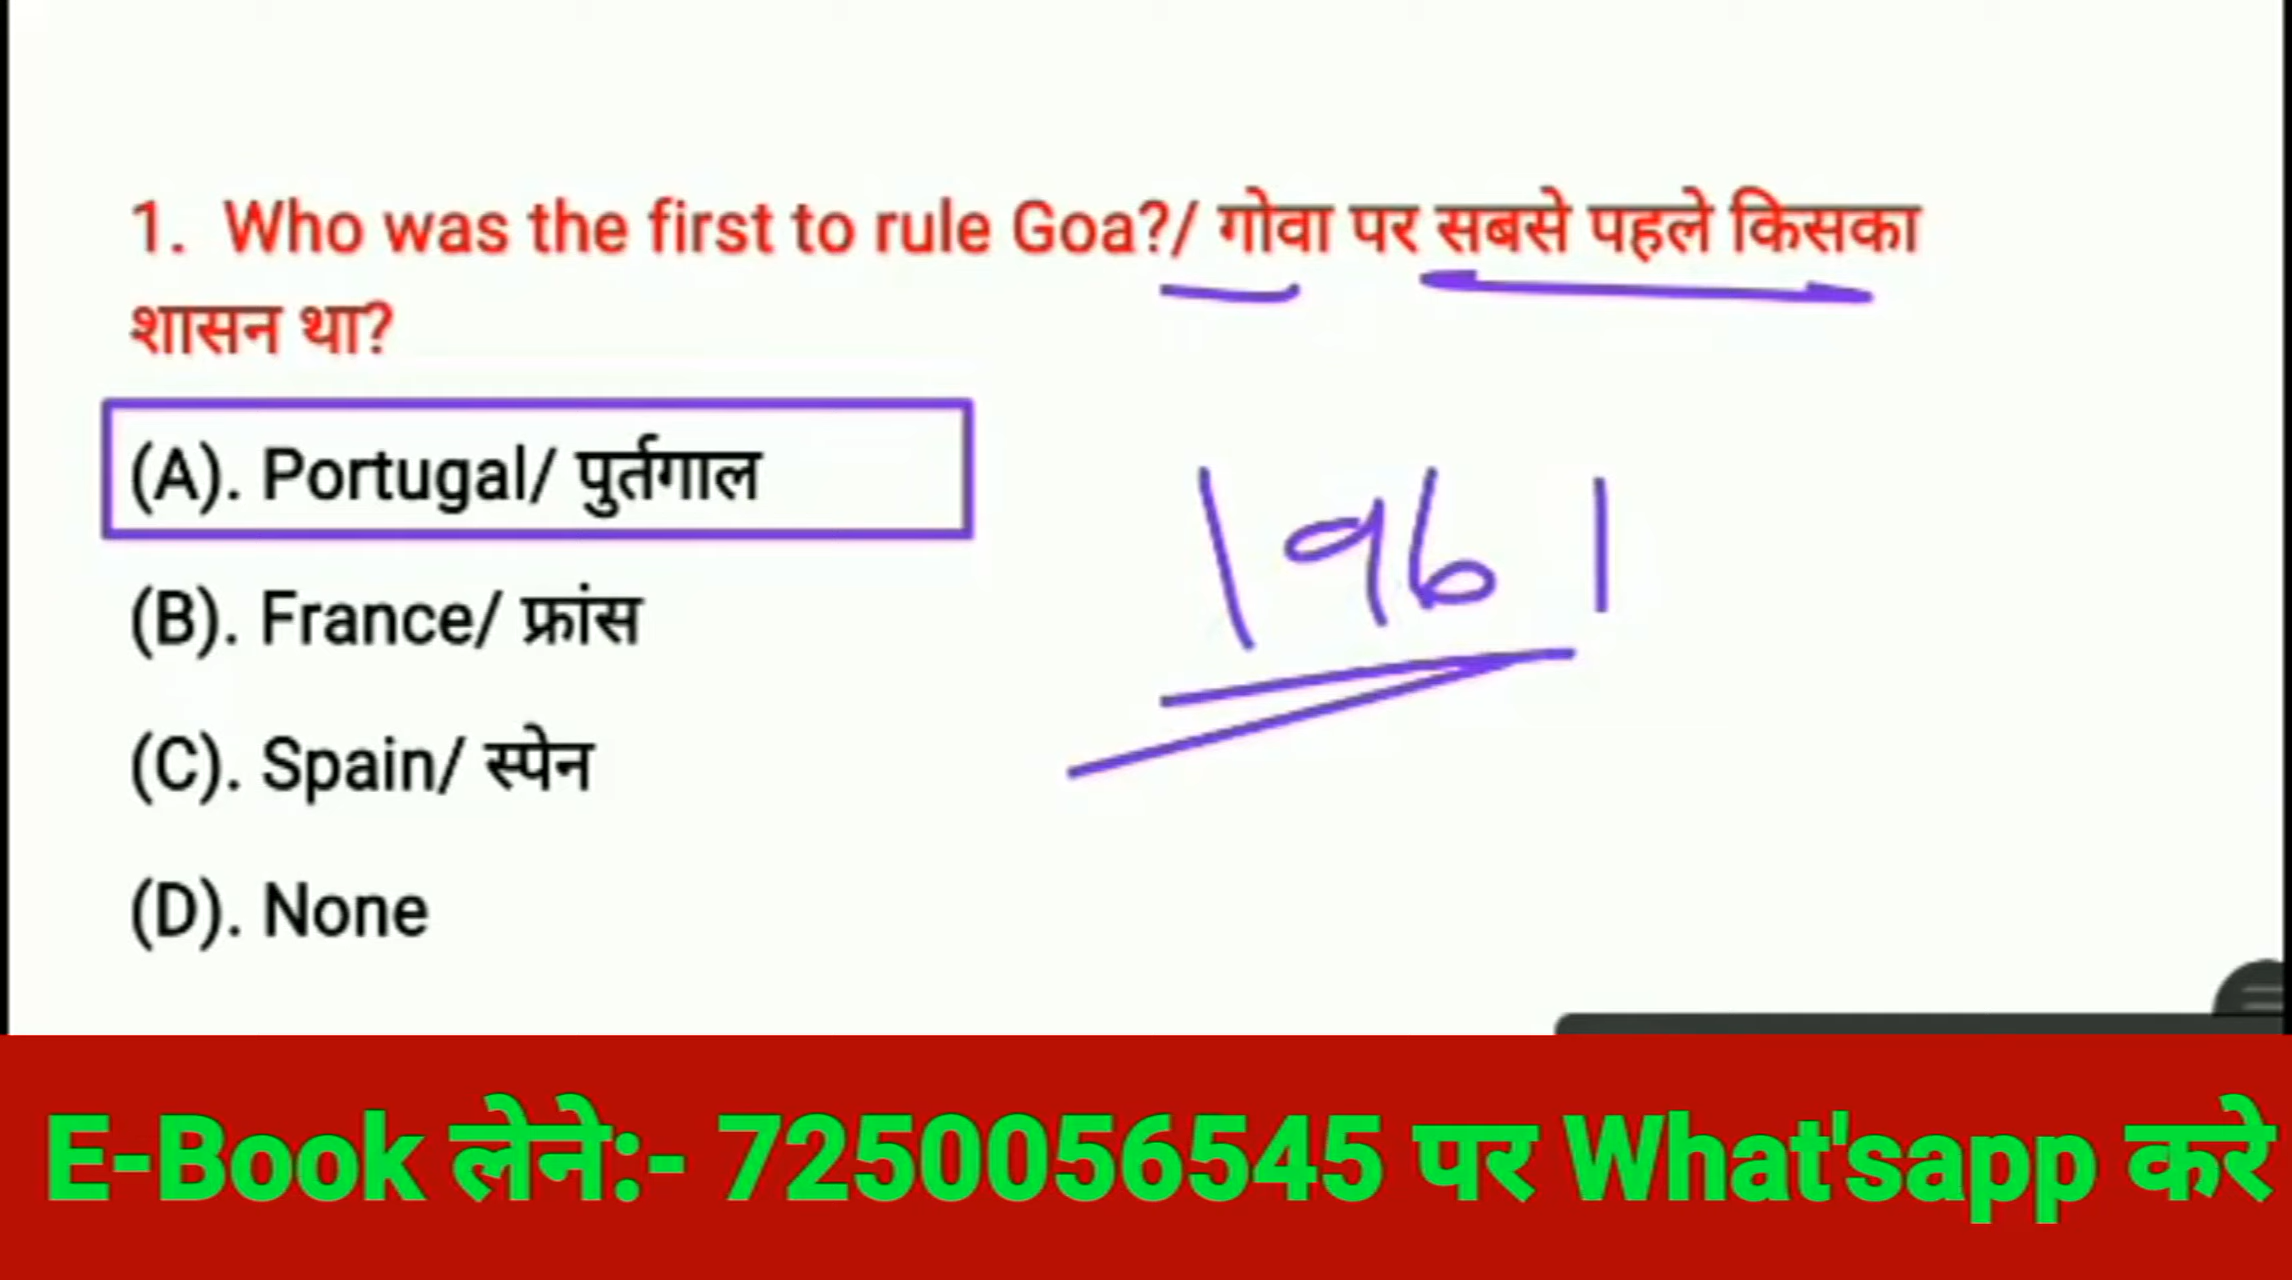 1. Who was the first to rule Goa?/ गोवा पर सबसे पहले किसका
शासन था?
(A). Portugal/ पुर्तगाल
1961
(B). France/ फ्रांस
(C). Spain/ स्पेन
(D). None
E-Book लेने:- 7250056545 पर What'sapp करे